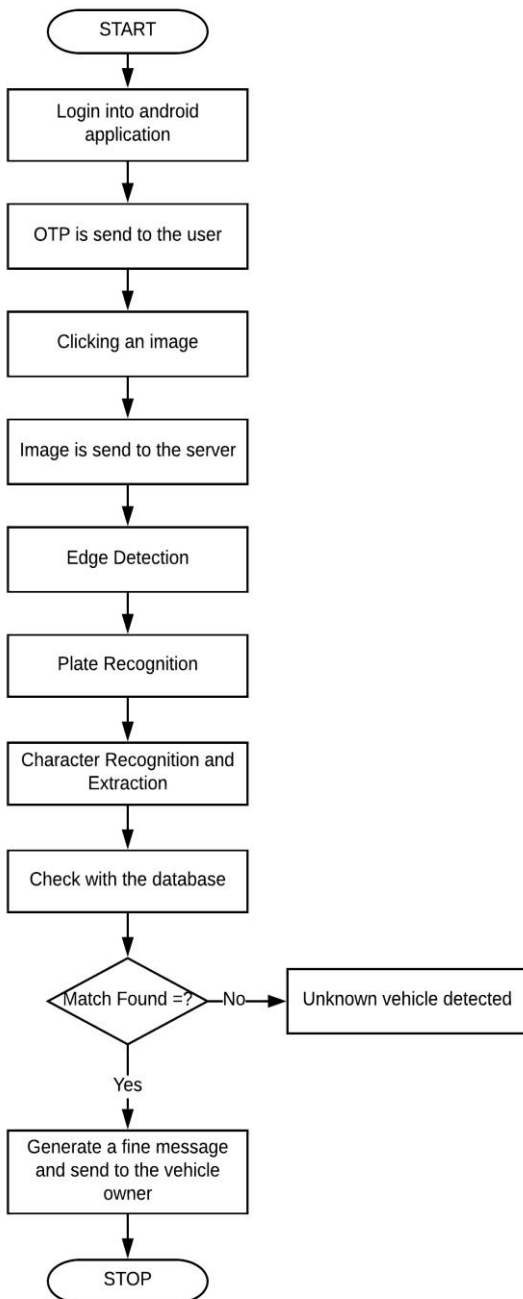 START
Login into android
application
OTP is send to the user
Clicking an image
Image is send to the server
Edge Detection
Plate Recognition
Character Recognition and
Extraction
Check with the database
Match Found =?
No
Unknown vehicle detected
Yes
Generate a fine message
and send to the vehicle
owner
STOP